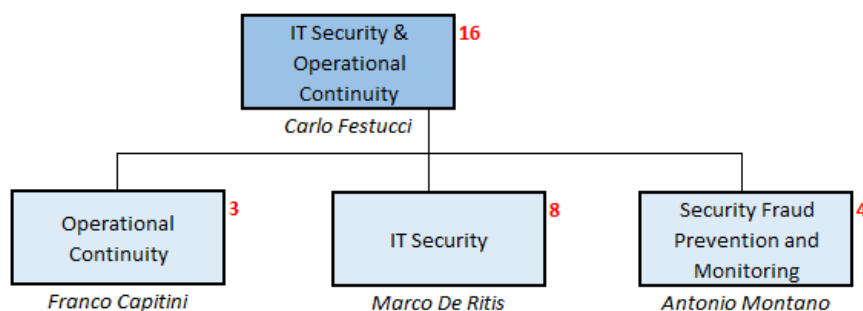 IT Security &
Operational
Continuity
16
Carlo Festucci
Operational
Continuity
3
Franco Capitini
IT Security
8
Marco De Ritis
Security Fraud
Prevention and
Monitoring
4
Antonio Montano